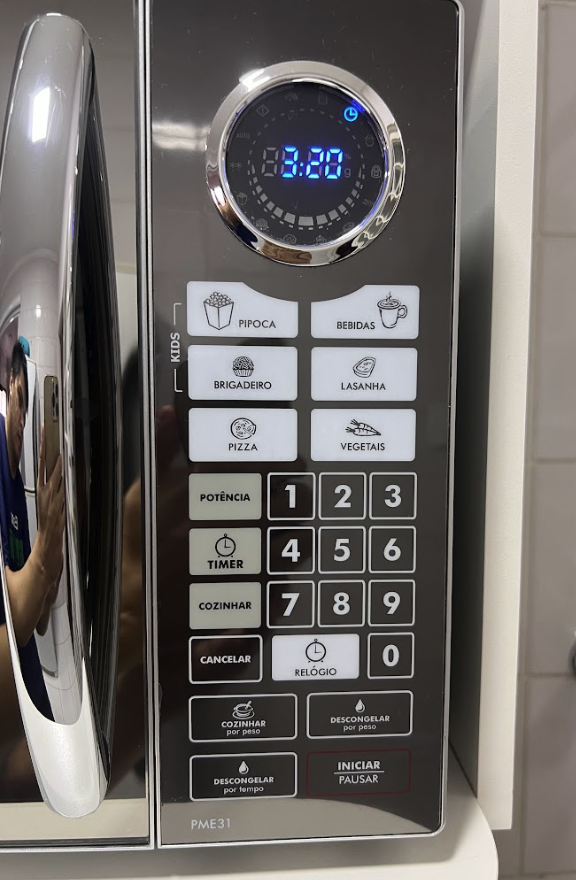 3:20
PIPOCA
BEBIDAS
KIDS
BRIGADEIRO
LASANHA
PIZZA
VEGETAIS
POTÊNCIA
1
2
3
TIMER
4
5
6
COZINHAR
7
8
9
CANCELAR
RELÓGIO
0
COZINHAR
por peso
DESCONGELAR
por peso
DESCONGELAR
por tempo
INICIAR
PAUSAR
PME31